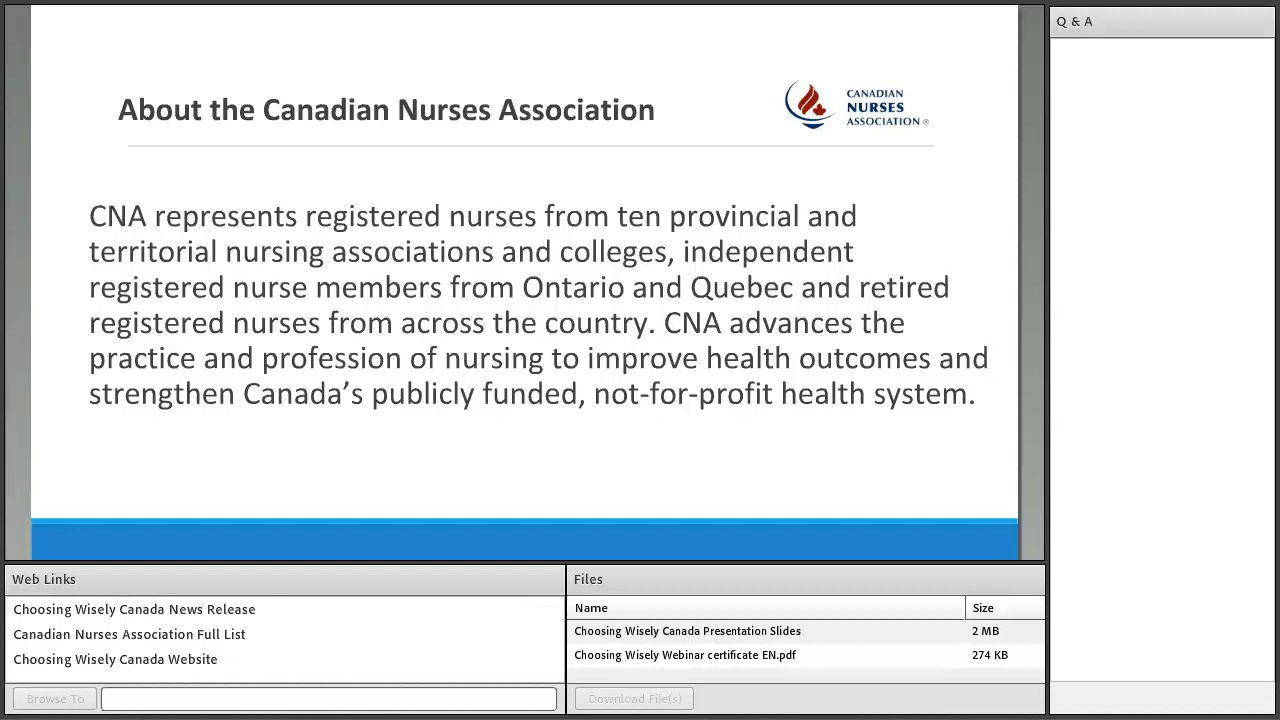 About the Canadian Nurses Association
CANADIAN
NURSES
ASSOCIATION ®
CNA represents registered nurses from ten provincial and
territorial nursing associations and colleges, independent
registered nurse members from Ontario and Quebec and retired
registered nurses from across the country. CNA advances the
practice and profession of nursing to improve health outcomes and
strengthen Canada’s publicly funded, not-for-profit health system.
Q & A
Web Links
Choosing Wisely Canada News Release
Canadian Nurses Association Full List
Choosing Wisely Canada Website
Browse To
Files
Name Size
Choosing Wisely Canada Presentation Slides 2 MB
Choosing Wisely Webinar certificate EN.pdf 274 KB
Download File(s)